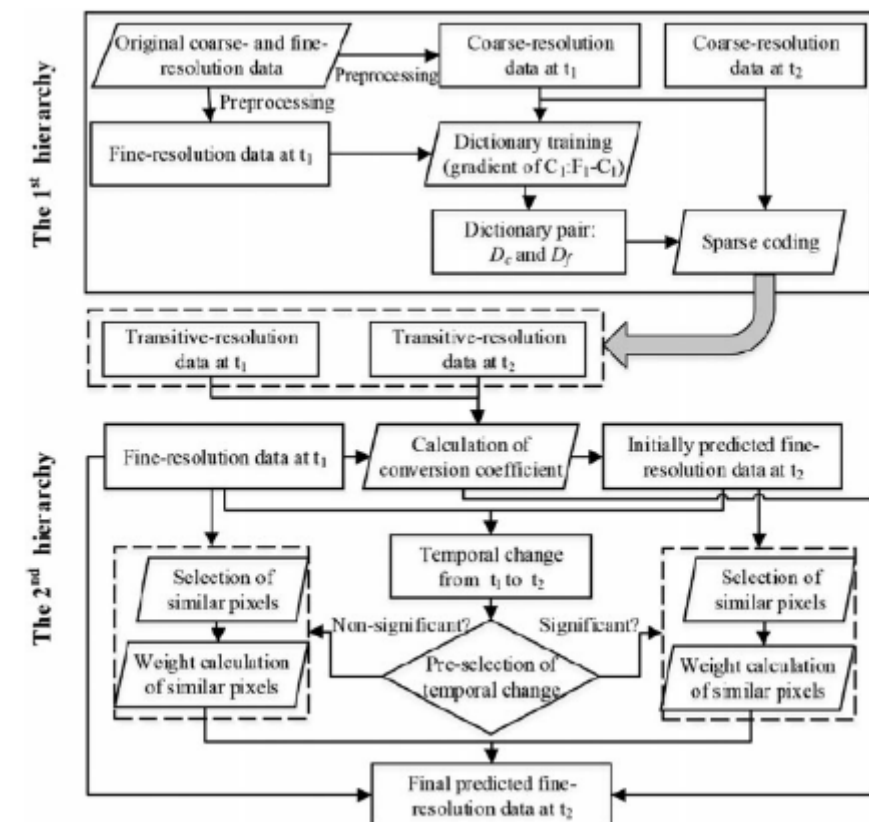 The 1st hierarchy
Original coarse- and fine-
resolution data
Preprocessing
Preprocessing
Coarse-resolution
data at t1
Coarse-resolution
data at t2
Fine-resolution data at t1
Dictionary training
(gradient of C1:F1-C1)
Dictionary pair:
Dc and Df
Sparse coding
Transitive-resolution
data at t1
Transitive-resolution
data at t2
The 2nd hierarchy
Fine-resolution data at t1
Calculation of
conversion coefficient
Initially predicted fine-
resolution data at t2
Temporal change
from t1 to t2
Selection of
similar pixels
Weight calculation
of similar pixels
Non-significant?
Significant?
Pre-selection of
temporal change
Selection of
similar pixels
Weight calculation
of similar pixels
Final predicted fine-
resolution data at t2